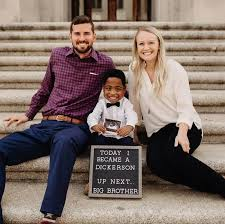 TODAY I
BECAME A
DICKERSON
UP NEXT..
BIG BROTHER